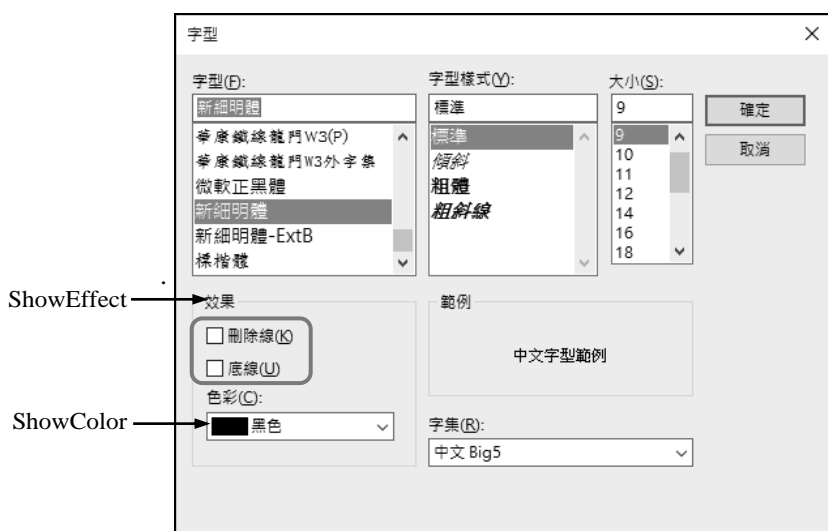 字型
字型(F):
新細明體
華康鐵線龍門W3(P)
華康鐵線龍門W3外字集
微軟正黑體
新細明體
新細明體-ExtB
標楷體
字型樣式(Y):
標準
標準
傾斜
粗體
粗斜線
大小(S):
9
9
10
11
12
14
16
18
確定
取消
ShowEffect
效果
刪除線(K)
底線(U)
色彩(C):
ShowColor
黑色
範例
中文字型範例
字集(R):
中文 Big5